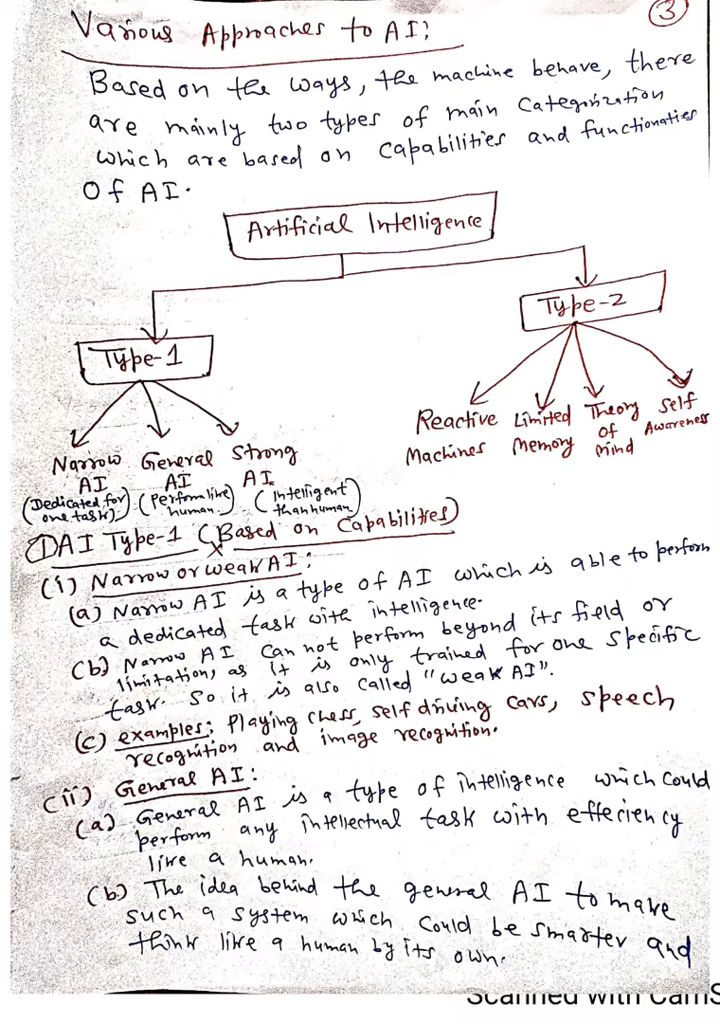 3
Various Approaches to AI:
Based on the ways, the machine behave, there
are mainly two types of main Categorization
which are based on Capabilities and functionaties
Of AI.
Artificial Intelligence
Type-1
Type-2
Reactive Machines
Limited Memory
Theory of Mind
Self Awareness
Narrow AI
General AI
Strong AI
(Dedicated for one task)
(Perform like human.)
(Intelligent than human)
1) AI Type-1 (Based on Capabilities)
(i) Narrow or weak AI:
(a) Narrow AI is a type of AI which is able to perform
a dedicated task with intelligence.
(b) Narrow AI Can not perform beyond its field or
limitation, as it is only trained for one specific
task. So it is also called "weak AI".
(c) examples: Playing chess, self driving cars, speech
recognition and image recognition.
(ii) General AI:
(a) General AI is a type of intelligence which could
perform any intellectual task with effeciency
like a human.
(b) The idea behind the general AI to make
such a system which could be smarter and
think like a human by its own.
Scanned with CamS